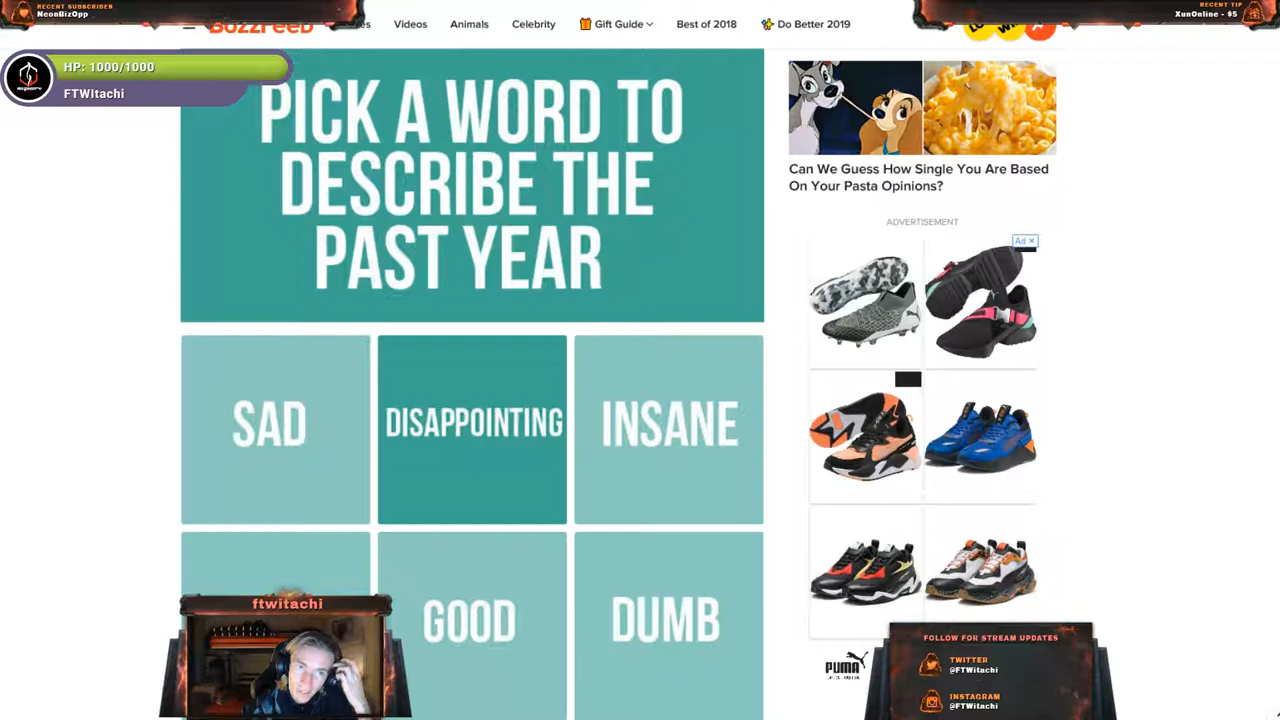 RECENT SUBSCRIBER
NeonBizOpp
RECENT TIP
XunOnline - $5
BuzzFeed
Videos
Animals
Celebrity
Gift Guide
Best of 2018
Do Better 2019
HP: 1000/1000
FTWItachi
PICK A WORD TO
DESCRIBE THE
PAST YEAR
SAD
DISAPPOINTING
INSANE
GOOD
DUMB
Can We Guess How Single You Are Based
On Your Pasta Opinions?
ADVERTISEMENT
Ad ×
PUMA
ftwitachi
FOLLOW FOR STREAM UPDATES
TWITTER
@FTWitachi
INSTAGRAM
@FTWitachi